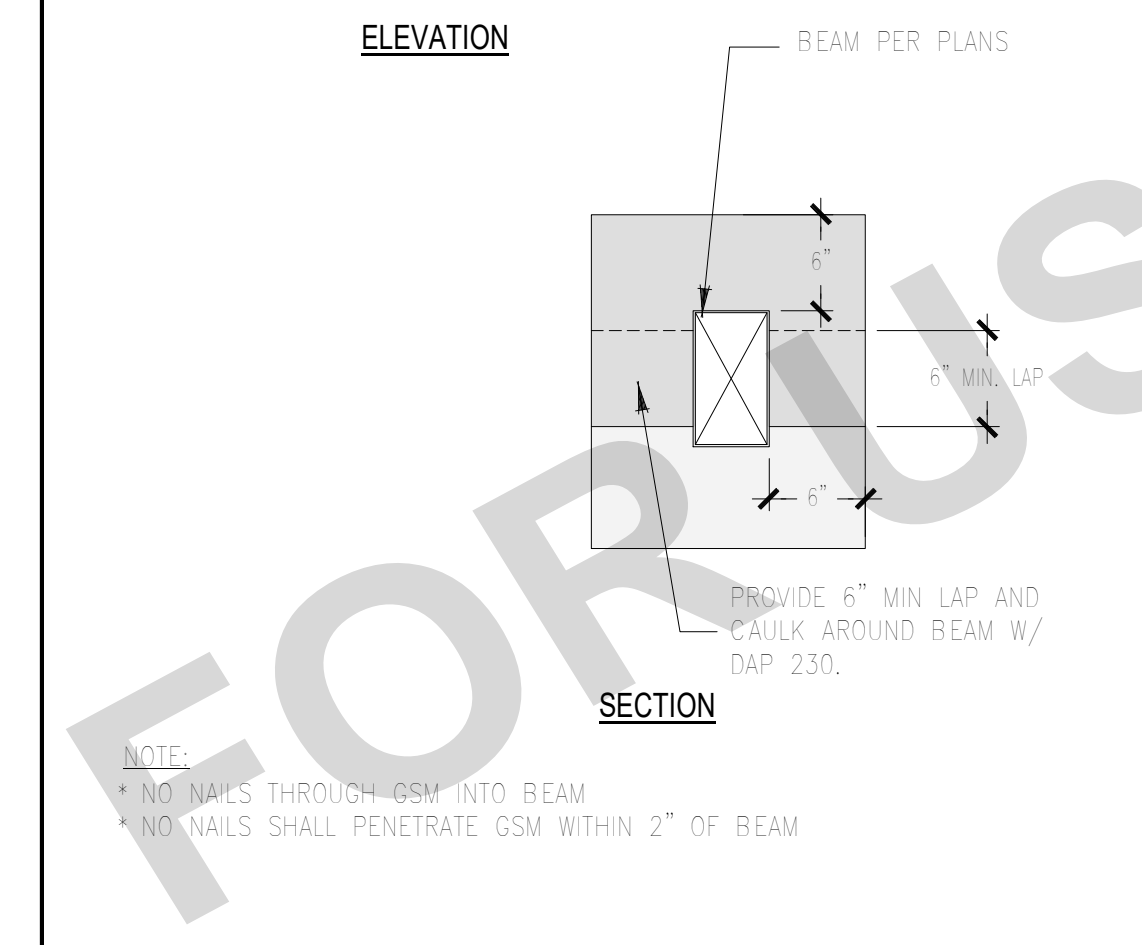 ELEVATION
BEAM PER PLANS
6"
6" MIN. LAP
6"
PROVIDE 6" MIN LAP AND
CAULK AROUND BEAM W/
DAP 230.
SECTION
NOTE:
* NO NAILS THROUGH GSM INTO BEAM
* NO NAILS SHALL PENETRATE GSM WITHIN 2" OF BEAM
FOR US